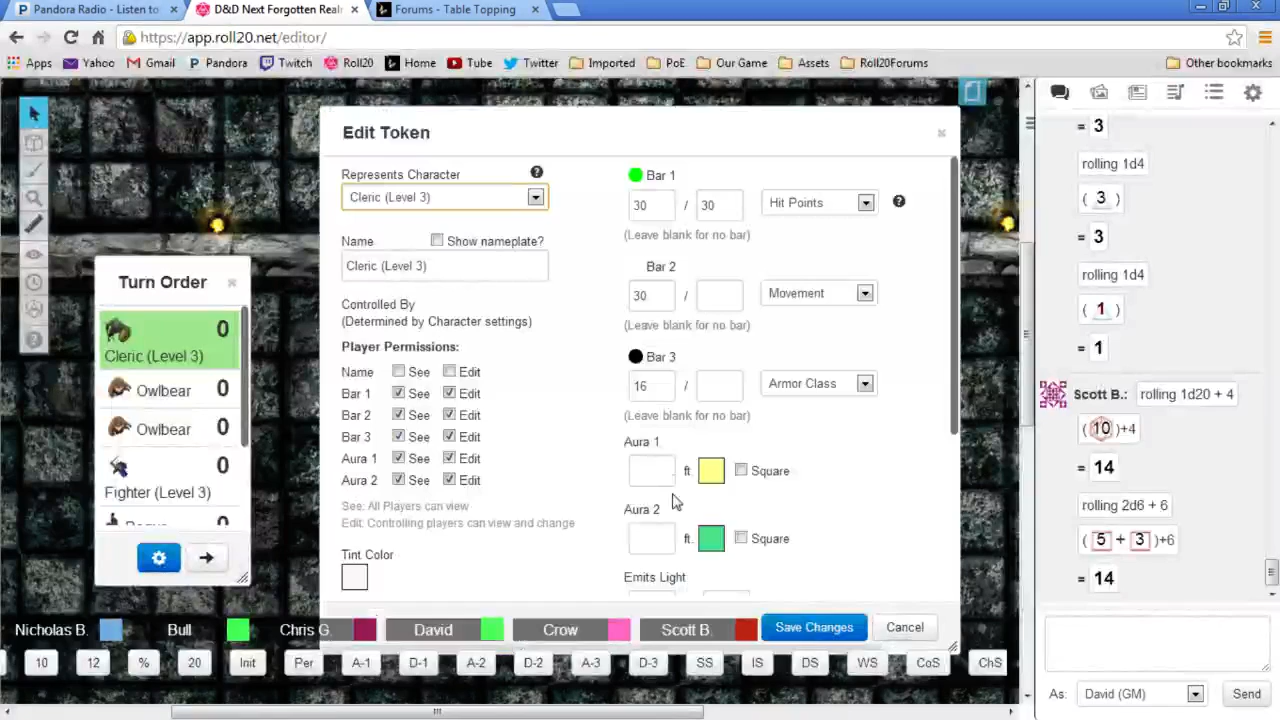 Pandora Radio - Listen to
D&D Next Forgotten Real
Forums - Table Topping
https://app.roll20.net/editor/
Apps
Yahoo
Gmail
Pandora
Twitch
Roll20
Home
Tube
Twitter
Imported
PoE
Our Game
Assets
Roll20Forums
Other bookmarks
Turn Order
0
Cleric (Level 3)
Owlbear 0
Owlbear 0
0
Fighter (Level 3)
Edit Token
Represents Character
Cleric (Level 3)
Name Show nameplate?
Cleric (Level 3)
Controlled By
(Determined by Character settings)
Player Permissions:
Name See Edit
Bar 1 See Edit
Bar 2 See Edit
Bar 3 See Edit
Aura 1 See Edit
Aura 2 See Edit
See: All Players can view
Edit: Controlling players can view and change
Tint Color
Bar 1
30 / 30 Hit Points
(Leave blank for no bar)
Bar 2
30 / Movement
(Leave blank for no bar)
Bar 3
16 / Armor Class
(Leave blank for no bar)
Aura 1
ft. Square
Aura 2
ft. Square
Emits Light
Save Changes
Cancel
= 3
rolling 1d4
( 3 )
= 3
rolling 1d4
( 1 )
= 1
Scott B.: rolling 1d20 + 4
( 10 )+4
= 14
rolling 2d6 + 6
( 5 + 3 )+6
= 14
As: David (GM) Send
Nicholas B.
Bull
Chris G.
David
Crow
Scott B.
10 12 % 20 Init Per A-1 D-1 A-2 D-2 A-3 D-3 SS IS DS WS CoS ChS